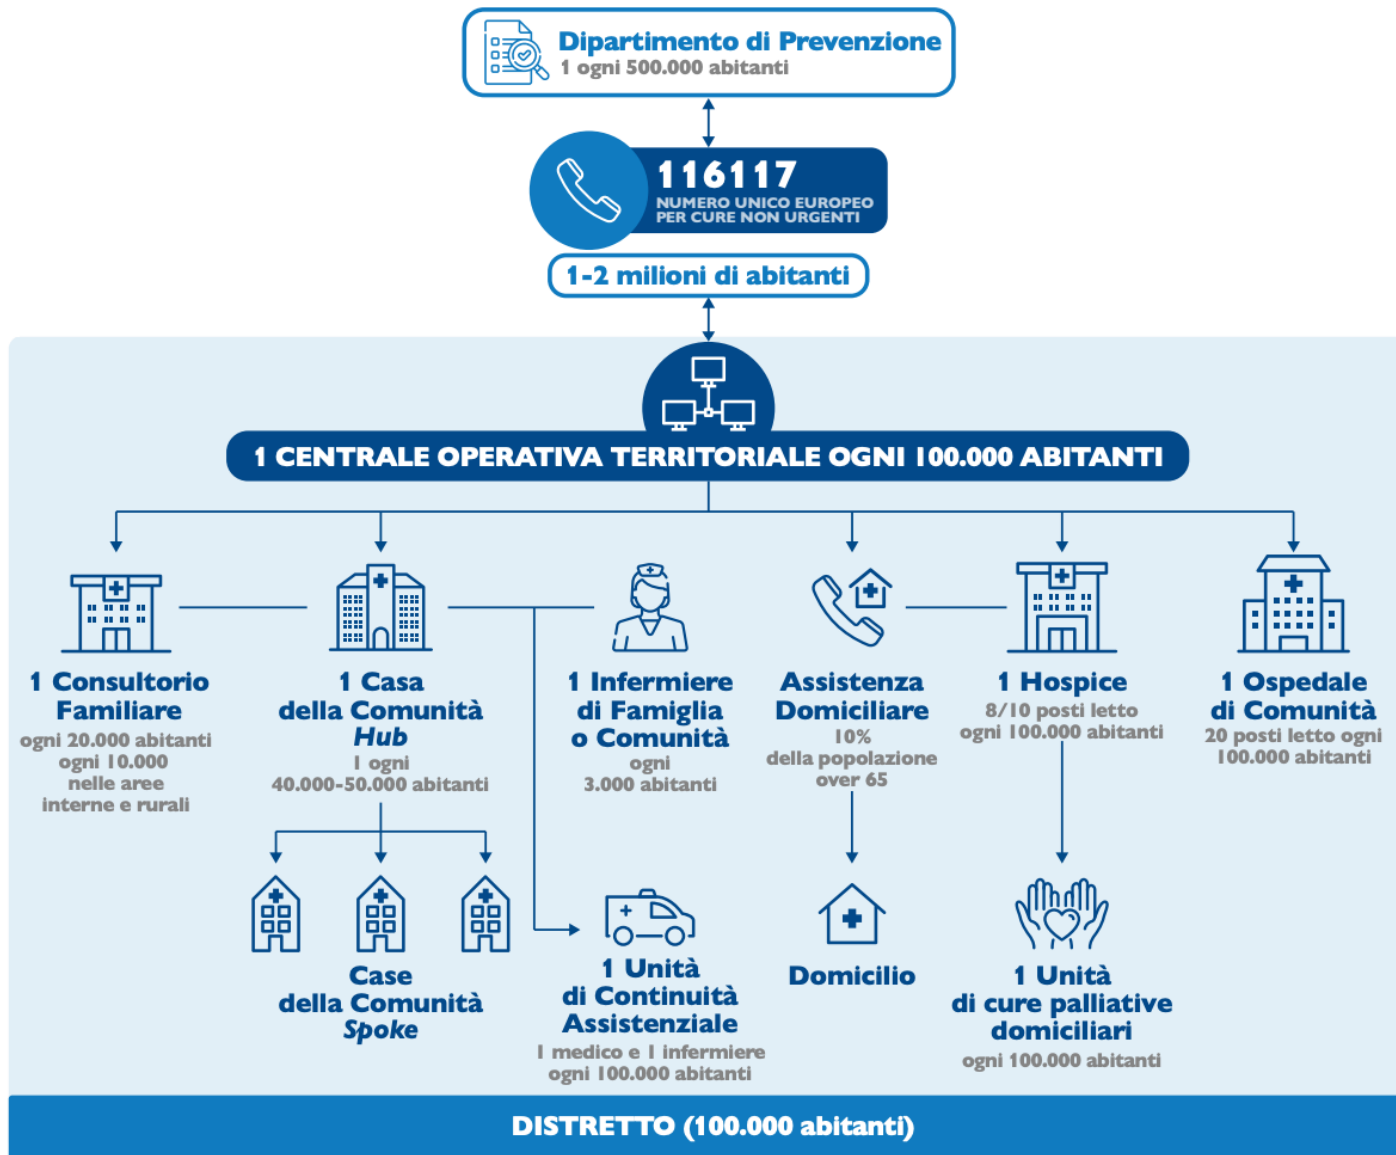 Dipartimento di Prevenzione
1 ogni 500.000 abitanti
116117
NUMERO UNICO EUROPEO
PER CURE NON URGENTI
1-2 milioni di abitanti
1 CENTRALE OPERATIVA TERRITORIALE OGNI 100.000 ABITANTI
1 Consultorio
Familiare
ogni 20.000 abitanti
ogni 10.000
nelle aree
interne e rurali
1 Casa
della Comunità
Hub
1 ogni
40.000-50.000 abitanti
1 Infermiere
di Famiglia
o Comunità
ogni
3.000 abitanti
Assistenza
Domiciliare
10%
della popolazione
over 65
1 Hospice
8/10 posti letto
ogni 100.000 abitanti
1 Ospedale
di Comunità
20 posti letto ogni
100.000 abitanti
Case
della Comunità
Spoke
1 Unità
di Continuità
Assistenziale
1 medico e 1 infermiere
ogni 100.000 abitanti
Domicilio
1 Unità
di cure palliative
domiciliari
ogni 100.000 abitanti
DISTRETTO (100.000 abitanti)